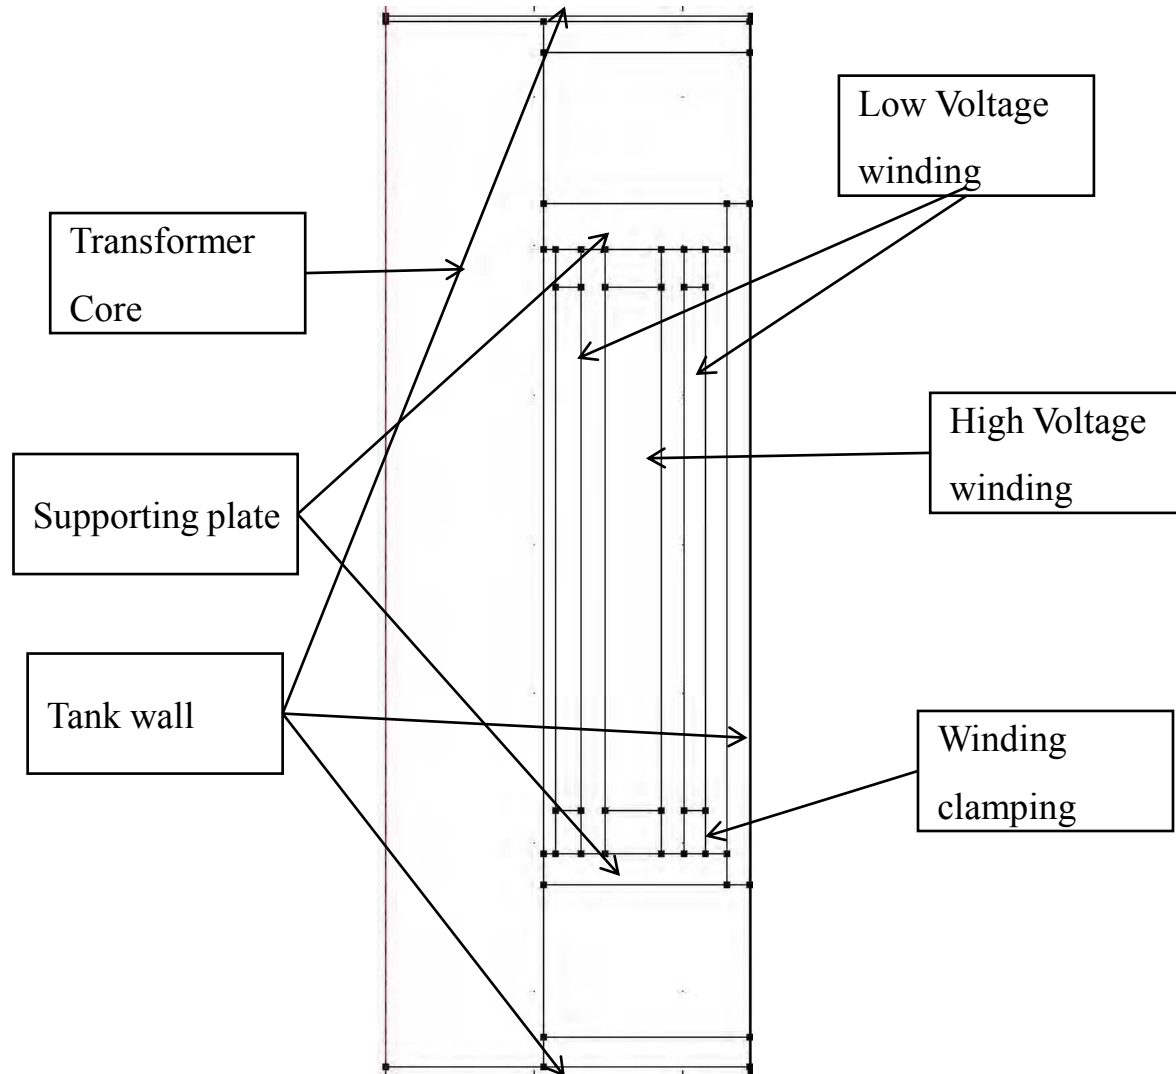 Low Voltage
winding
Transformer
Core
High Voltage
winding
Supporting plate
Tank wall
Winding
clamping